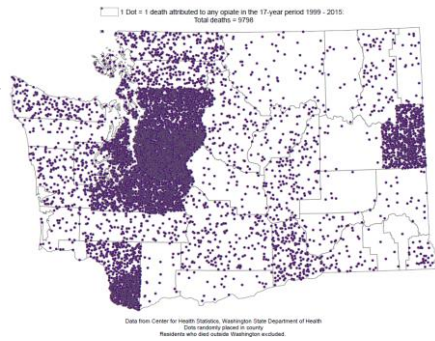 1 Dot = 1 death attributed to any opiate in the 17-year period 1999 - 2015:
Total deaths = 9796
Data from Center for Health Statistics, Washington State Department of Health
Dots randomly placed in county
Residents who died outside Washington excluded.